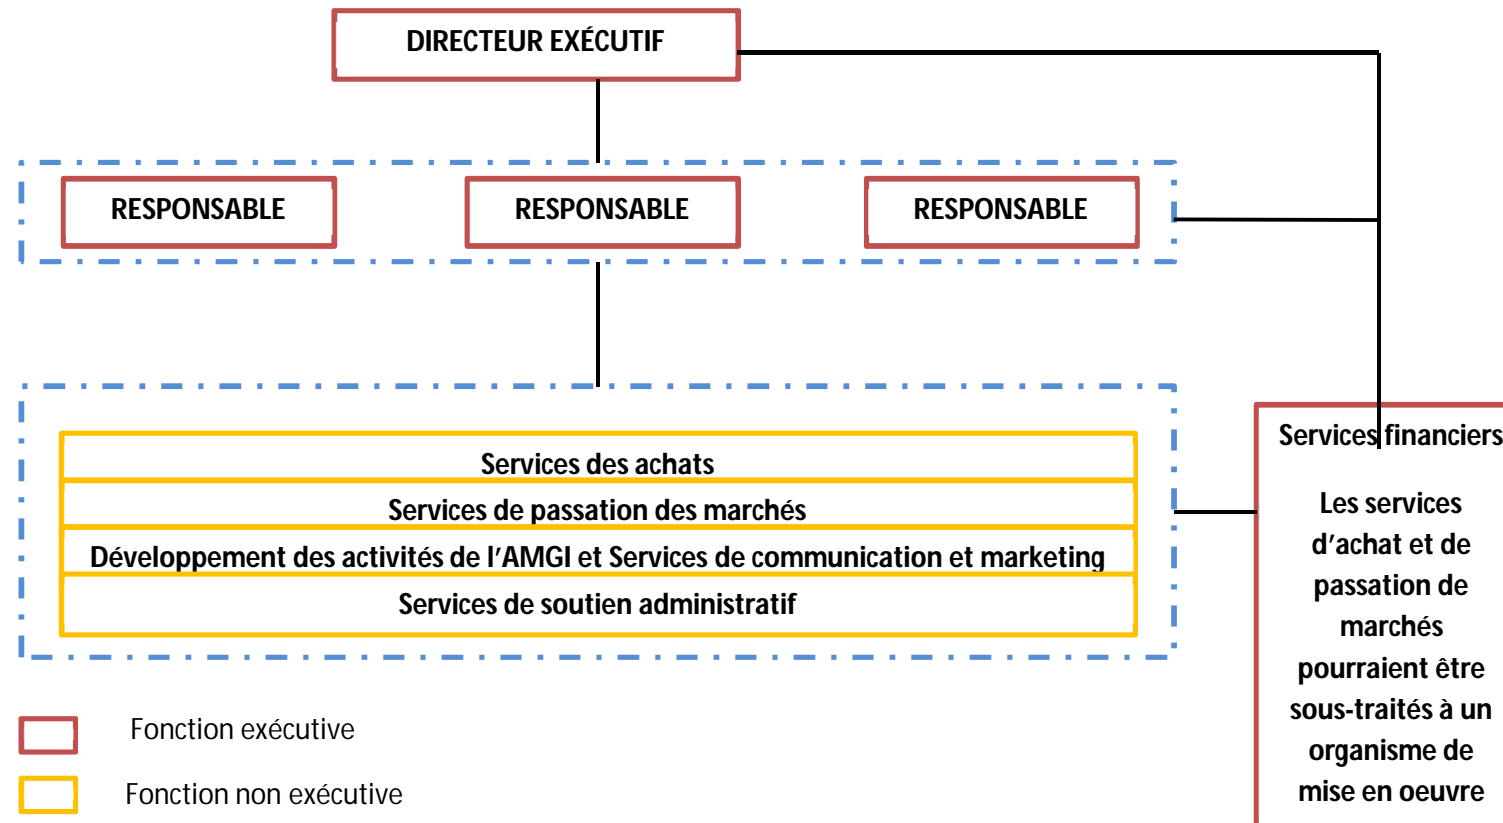 DIRECTEUR EXÉCUTIF
RESPONSABLE
RESPONSABLE
RESPONSABLE
Services des achats
Services de passation des marchés
Développement des activités de l’AMGI et Services de communication et marketing
Services de soutien administratif
Services financiers
Les services
d’achat et de
passation de
marchés
pourraient être
sous-traités à un
organisme de
mise en oeuvre
Fonction exécutive
Fonction non exécutive